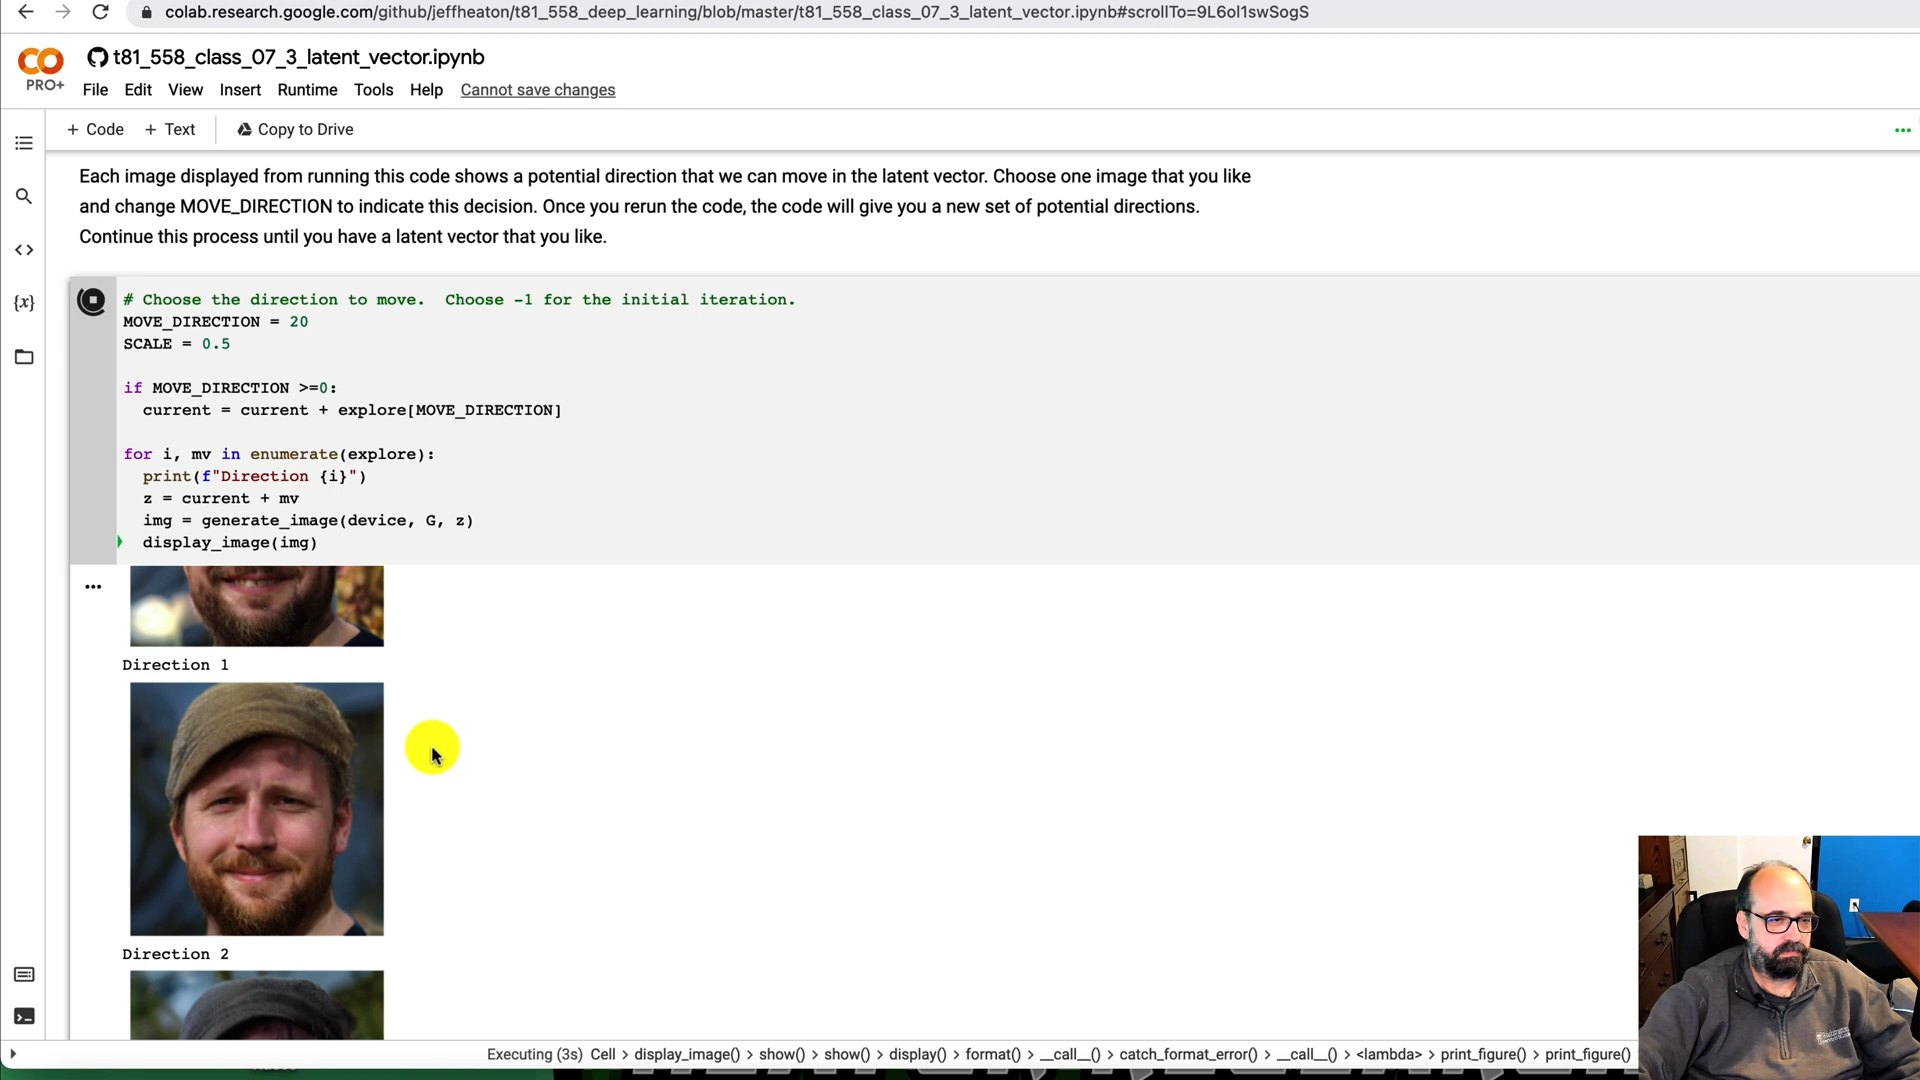 colab.research.google.com/github/jeffheaton/t81_558_deep_learning/blob/master/t81_558_class_07_3_latent_vector.ipynb#scrollTo=9L6ol1swSogS
t81_558_class_07_3_latent_vector.ipynb
PRO+
File Edit View Insert Runtime Tools Help Cannot save changes
+ Code + Text Copy to Drive
Each image displayed from running this code shows a potential direction that we can move in the latent vector. Choose one image that you like
and change MOVE_DIRECTION to indicate this decision. Once you rerun the code, the code will give you a new set of potential directions.
Continue this process until you have a latent vector that you like.
# Choose the direction to move.  Choose -1 for the initial iteration.
MOVE_DIRECTION = 20
SCALE = 0.5
if MOVE_DIRECTION >=0:
current = current + explore[MOVE_DIRECTION]
for i, mv in enumerate(explore):
print(f"Direction {i}")
z = current + mv
img = generate_image(device, G, z)
display_image(img)
Direction 1
Direction 2
Executing (3s) Cell > display_image() > show() > show() > display() > format() > __call__() > catch_format_error() > __call__() > <lambda> > print_figure() > print_figure()